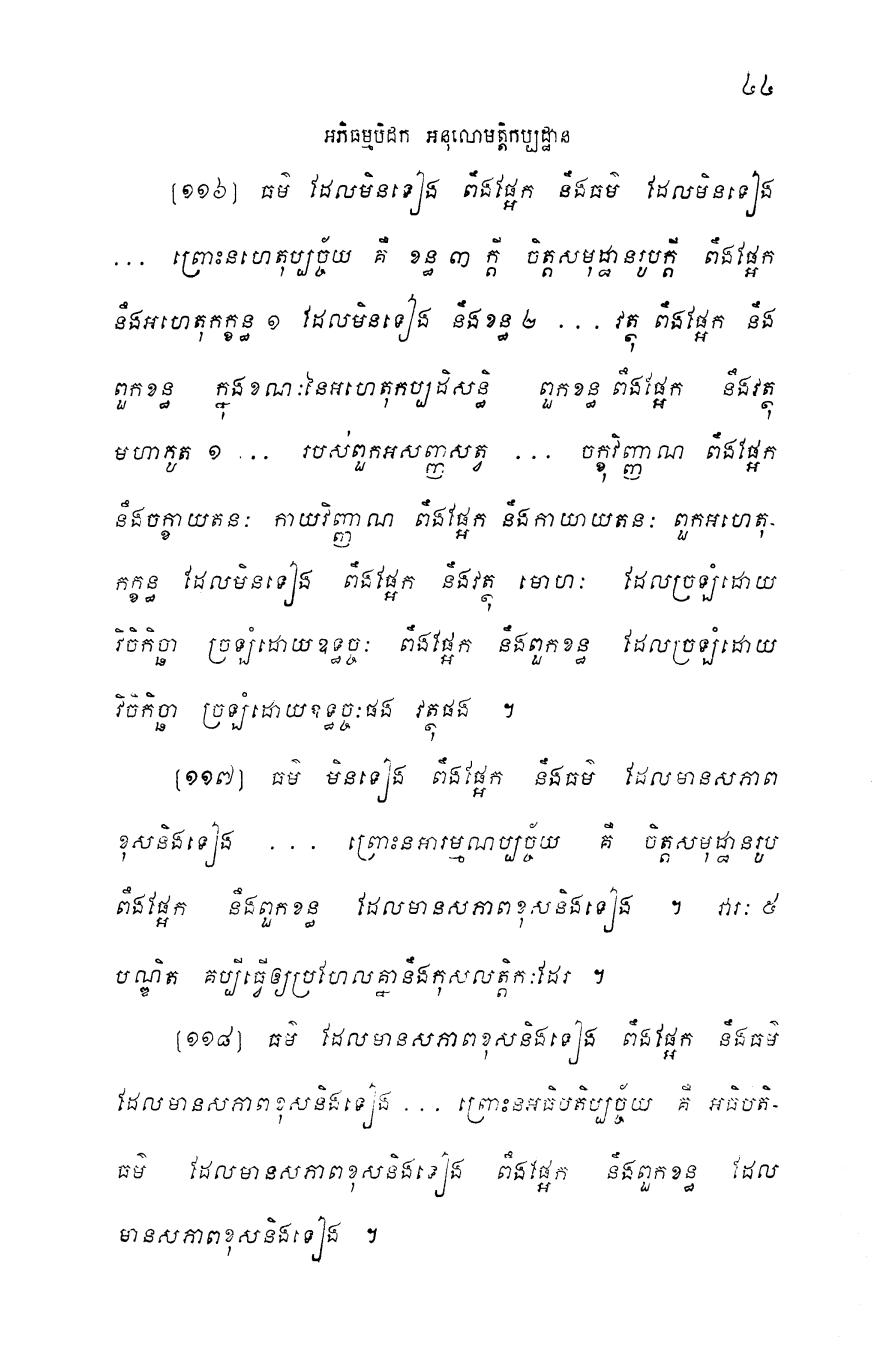 ៤៤
អភិធម្មបិដក អនុលោមត្តិកប្បដ្ឋាន
[១១៦] ធម៌ ដែលមិនទៀង ពឹងផ្អែក នឹងធម៌ ដែលមិនទៀង
... ព្រោះនហេតុប្បច្ច័យ គឺ ខន្ធ ៣ ក្តី ចិត្តសមុដ្ឋានរូបក្តី ពឹងផ្អែក
នឹងអហេតុកក្ខន្ធ ១ ដែលមិនទៀង នឹងខន្ធ ២ ... វត្ថុ ពឹងផ្អែក នឹង
ពួកខន្ធ ក្នុងខណៈនៃអហេតុកប្បដិសន្ធិ ពួកខន្ធ ពឹងផ្អែក នឹងវត្ថុ
មហាភូត ១ ... របស់ពួកអសញ្ញសត្វ ... ចក្ខុវិញ្ញាណ ពឹងផ្អែក
នឹងចក្ខាយតនៈ កាយវិញ្ញាណ ពឹងផ្អែក នឹងកាយាយតនៈ ពួកអហេតុ-
កក្ខន្ធ ដែលមិនទៀង ពឹងផ្អែក នឹងវត្ថុ មោហៈ ដែលច្រឡំដោយ
វិចិកិច្ឆា ច្រឡំដោយឧទ្ធច្ចៈ ពឹងផ្អែក នឹងពួកខន្ធ ដែលច្រឡំដោយ
វិចិកិច្ឆា ច្រឡំដោយឧទ្ធច្ចៈផង វត្ថុផង ។
[១១៧] ធម៌ មិនទៀង ពឹងផ្អែក នឹងធម៌ ដែលមានសភាព
ខុសនិងទៀង ... ព្រោះនអារម្មណប្បច្ច័យ គឺ ចិត្តសមុដ្ឋានរូប
ពឹងផ្អែក នឹងពួកខន្ធ ដែលមានសភាពខុសនិងទៀង ។ វារៈ ៥
បណ្ឌិត គប្បីធ្វើឲ្យប្រហែលគ្នានឹងកុសលត្តិកៈដែរ ។
[១១៨] ធម៌ ដែលមានសភាពខុសនិងទៀង ពឹងផ្អែក នឹងធម៌
ដែលមានសភាពខុសនិងទៀង ... ព្រោះនអធិបតិប្បច្ច័យ គឺ អធិបតិ-
ធម៌ ដែលមានសភាពខុសនិងទៀង ពឹងផ្អែក នឹងពួកខន្ធ ដែល
មានសភាពខុសនិងទៀង ។